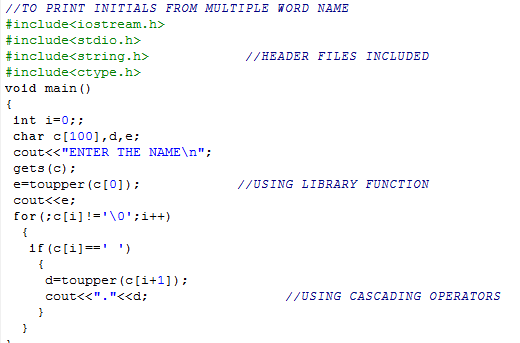 //TO PRINT INITIALS FROM MULTIPLE WORD NAME
#include<iostream.h>
#include<stdio.h>
#include<string.h> //HEADER FILES INCLUDED
#include<ctype.h>
void main()
{
int i=0;;
char c[100],d,e;
cout<<"ENTER THE NAME\n";
gets(c);
e=toupper(c[0]); //USING LIBRARY FUNCTION
cout<<e;
for(;c[i]!='\0';i++)
{
if(c[i]==' ')
{
d=toupper(c[i+1]);
cout<<"."<<d; //USING CASCADING OPERATORS
}
}